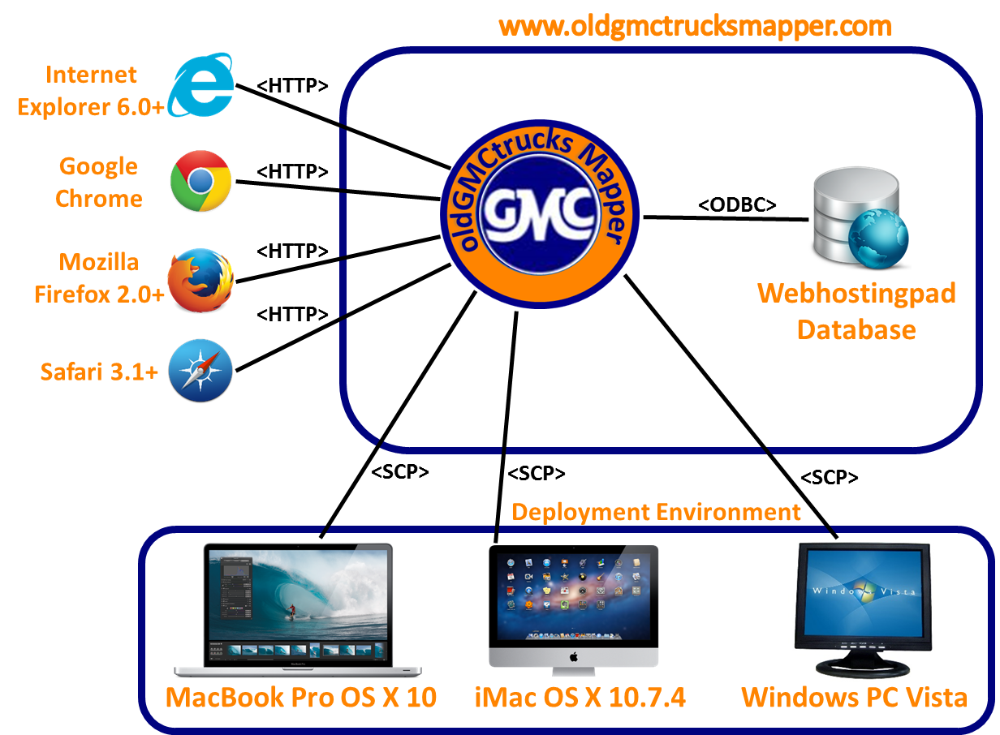 www.oldgmctrucksmapper.com
Internet
Explorer 6.0+
<HTTP>
Google
Chrome
<HTTP>
Mozilla
Firefox 2.0+
<HTTP>
Safari 3.1+
<HTTP>
oldGMCtrucks Mapper
GMC
<ODBC>
Webhostingpad
Database
<SCP>
<SCP>
<SCP>
Deployment Environment
Windows Vista
MacBook Pro OS X 10
iMac OS X 10.7.4
Windows PC Vista